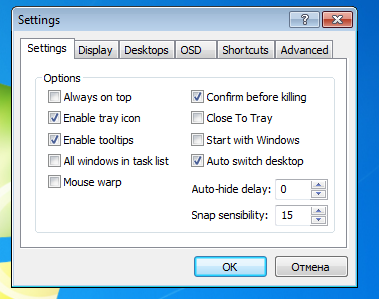 Settings
Settings Display Desktops OSD Shortcuts Advanced
Options
Always on top
Enable tray icon
Enable tooltips
All windows in task list
Mouse warp
Confirm before killing
Close To Tray
Start with Windows
Auto switch desktop
Auto-hide delay: 0
Snap sensibility: 15
OK Отмена